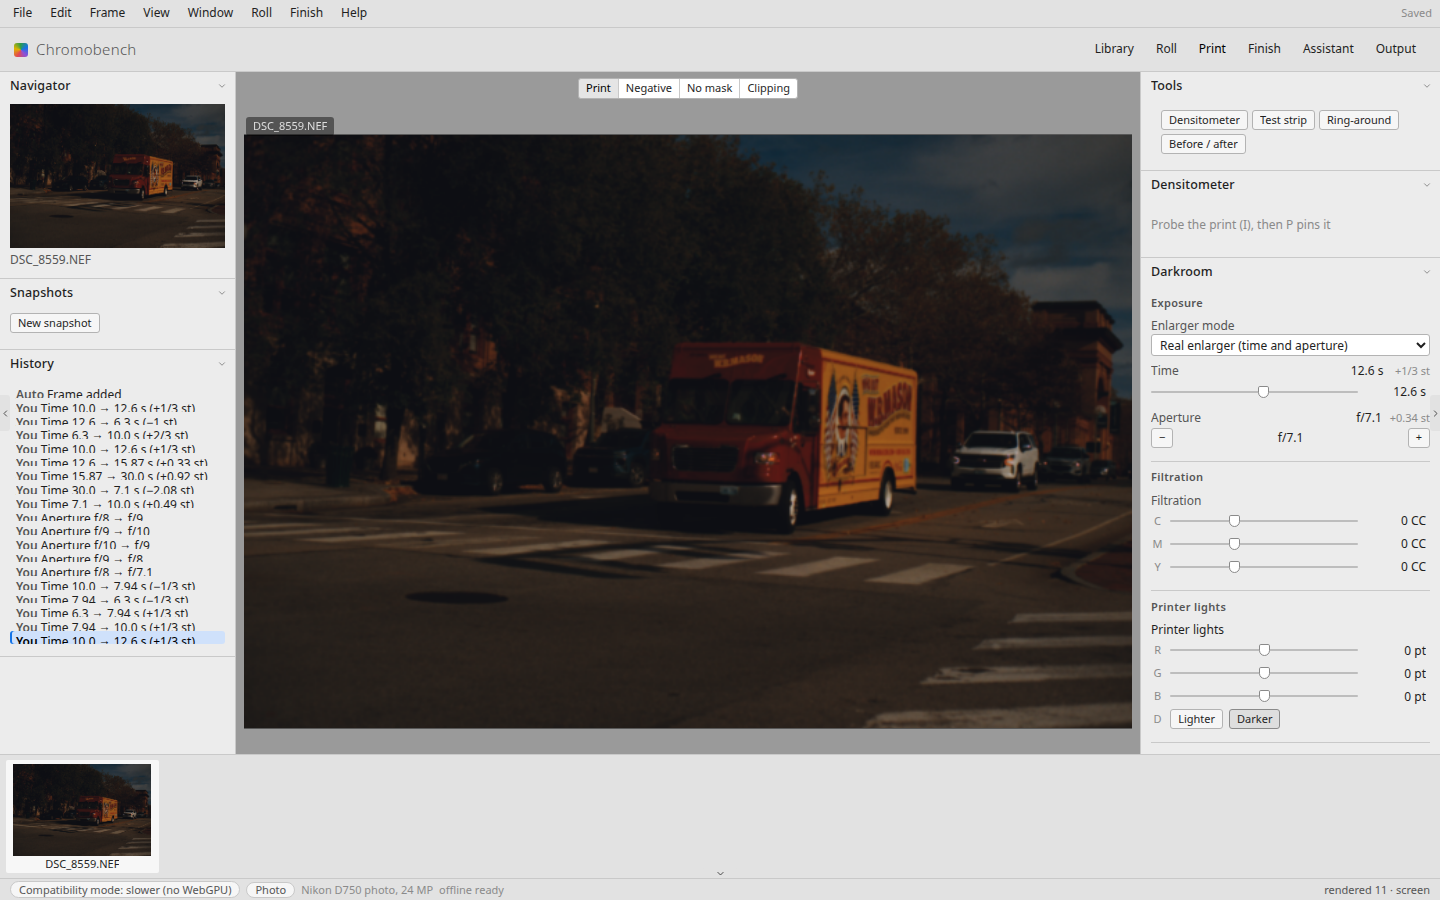 File Edit Frame View Window Roll Finish Help
Saved
Chromobench
Library Roll Print Finish Assistant Output
Navigator
DSC_8559.NEF
Snapshots
New snapshot
History
Auto Frame added
You Time 10.0 → 12.6 s (+1/3 st)
You Time 12.6 → 6.3 s (−1 st)
You Time 6.3 → 10.0 s (+2/3 st)
You Time 10.0 → 12.6 s (+1/3 st)
You Time 12.6 → 15.87 s (+0.33 st)
You Time 15.87 → 30.0 s (+0.92 st)
You Time 30.0 → 7.1 s (−2.08 st)
You Time 7.1 → 10.0 s (+0.49 st)
You Aperture f/8 → f/9
You Aperture f/9 → f/10
You Aperture f/10 → f/9
You Aperture f/9 → f/8
You Aperture f/8 → f/7.1
You Time 10.0 → 7.94 s (−1/3 st)
You Time 7.94 → 6.3 s (−1/3 st)
You Time 6.3 → 7.94 s (+1/3 st)
You Time 7.94 → 10.0 s (+1/3 st)
You Time 10.0 → 12.6 s (+1/3 st)
Print Negative No mask Clipping
DSC_8559.NEF
Tools
Densitometer Test strip Ring-around
Before / after
Densitometer
Probe the print (I), then P pins it
Darkroom
Exposure
Enlarger mode
Real enlarger (time and aperture)
Time 12.6 s +1/3 st
12.6 s
Aperture f/7.1 +0.34 st
− f/7.1 +
Filtration
Filtration
C 0 CC
M 0 CC
Y 0 CC
Printer lights
Printer lights
R 0 pt
G 0 pt
B 0 pt
D Lighter Darker
DSC_8559.NEF
Compatibility mode: slower (no WebGPU) Photo Nikon D750 photo, 24 MP offline ready
rendered 11 · screen